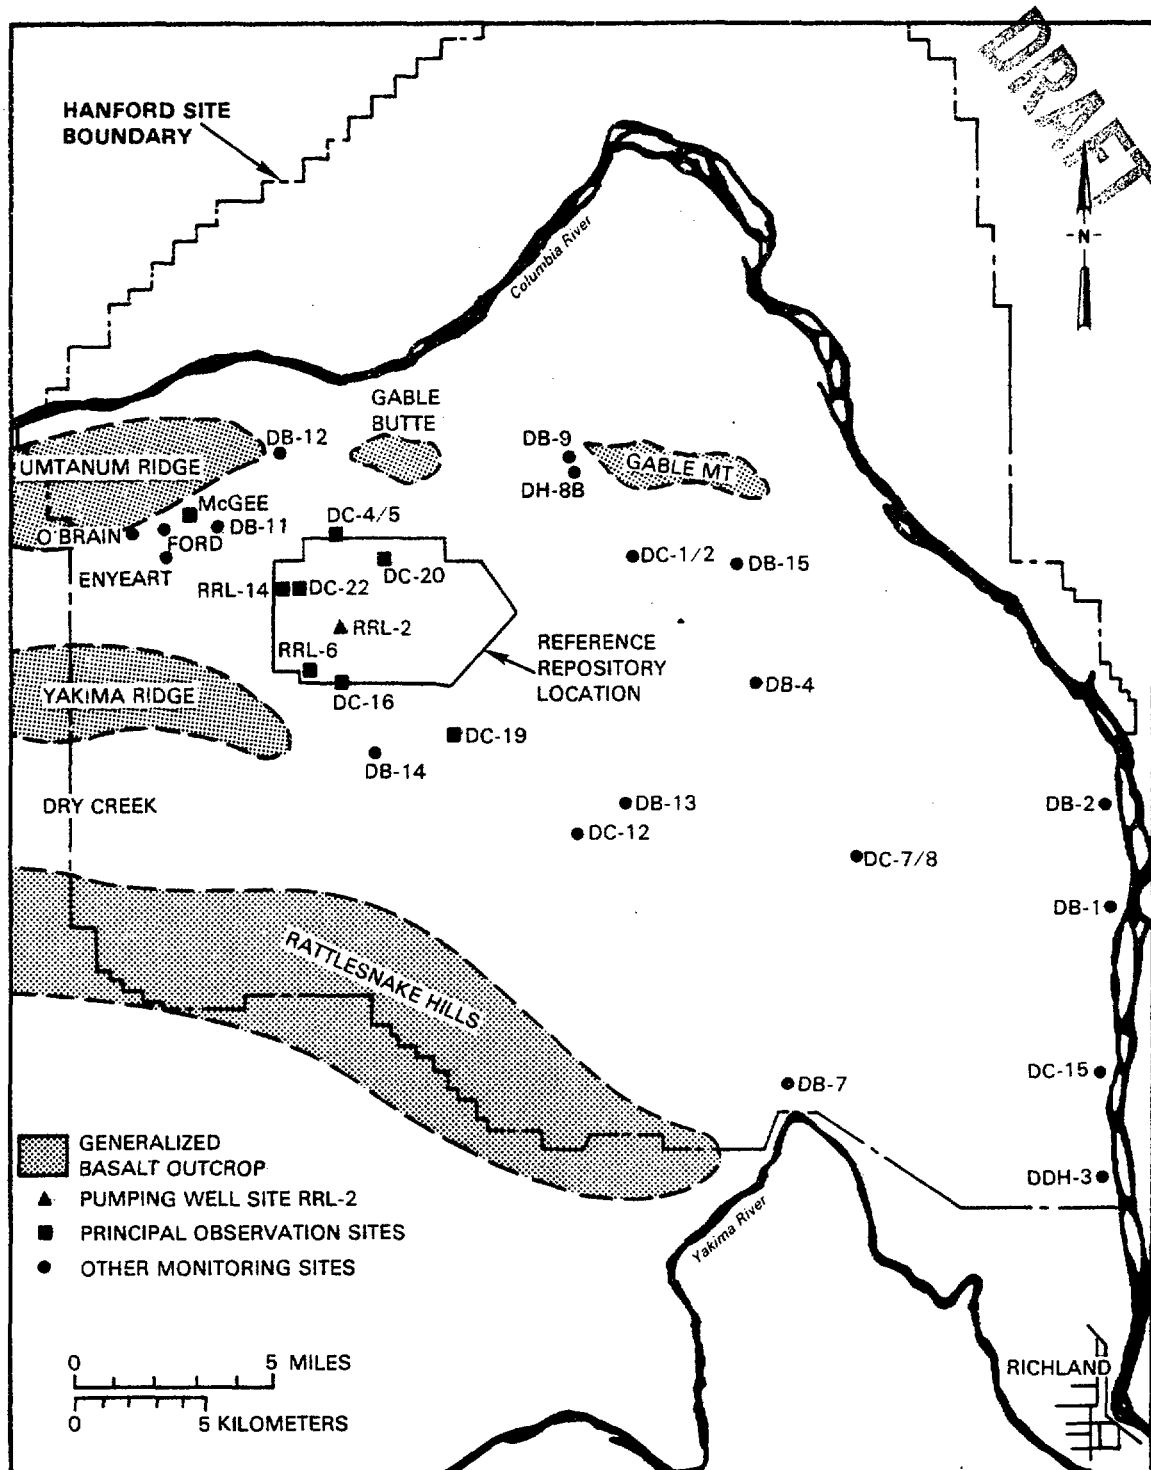 DRAFT
HANFORD SITE
BOUNDARY
N
Columbia River
GABLE
BUTTE
DB-12
DB-9
UMTANUM RIDGE
GABLE MT
DH-8B
McGEE
O'BRAIN
FORD
DB-11
DC-4/5
ENYEART
DC-20
DC-1/2
DB-15
RRL-14
DC-22
RRL-2
RRL-6
REFERENCE
REPOSITORY
LOCATION
YAKIMA RIDGE
DC-16
DB-4
DC-19
DB-14
DRY CREEK
DB-13
DB-2
DC-12
DC-7/8
DB-1
RATTLESNAKE HILLS
DC-15
DB-7
GENERALIZED
BASALT OUTCROP
DDH-3
PUMPING WELL SITE RRL-2
PRINCIPAL OBSERVATION SITES
Yakima River
OTHER MONITORING SITES
0 5 MILES
0 5 KILOMETERS
RICHLAND